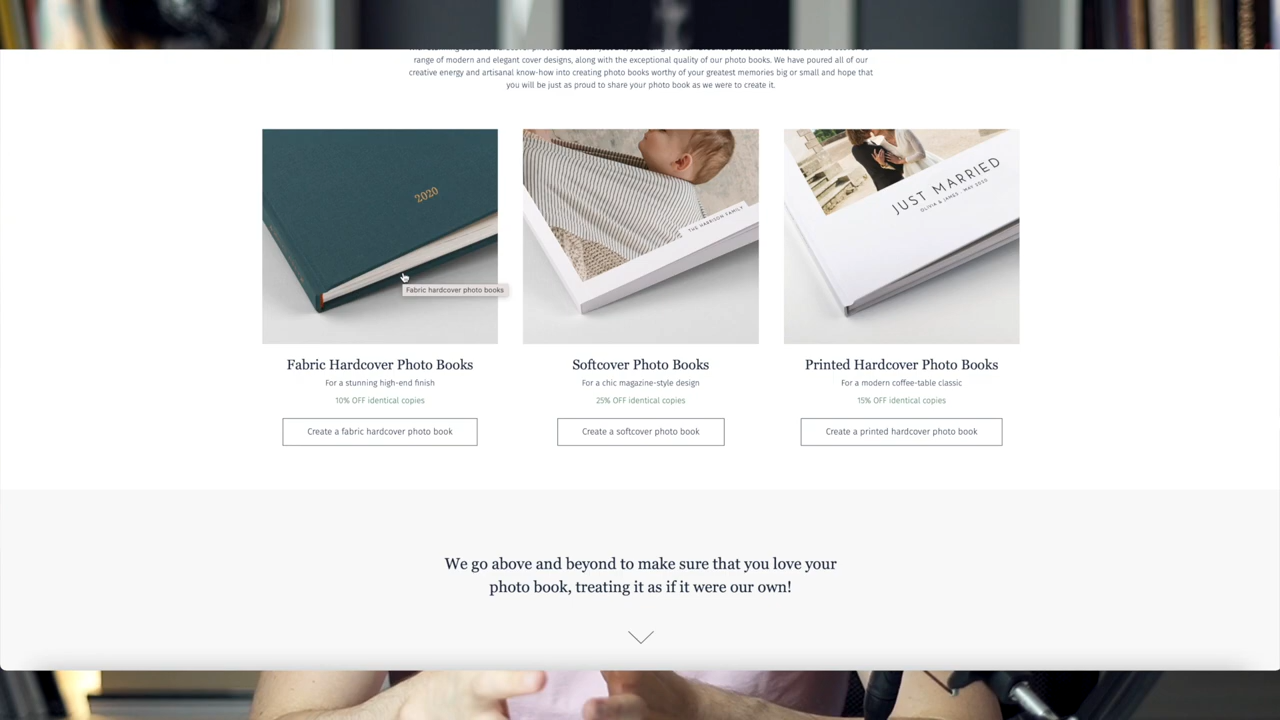 range of modern and elegant cover designs, along with the exceptional quality of our photo books. We have poured all of our
creative energy and artisanal know-how into creating photo books worthy of your greatest memories big or small and hope that
you will be just as proud to share your photo book as we were to create it.
2020
THE HARRISON FAMILY
JUST MARRIED
OLIVIA & JAMES · MAY 2020
Fabric hardcover photo books
Fabric Hardcover Photo Books
Softcover Photo Books
Printed Hardcover Photo Books
For a stunning high-end finish
For a chic magazine-style design
For a modern coffee-table classic
10% OFF identical copies
25% OFF identical copies
15% OFF identical copies
Create a fabric hardcover photo book
Create a softcover photo book
Create a printed hardcover photo book
We go above and beyond to make sure that you love your
photo book, treating it as if it were our own!